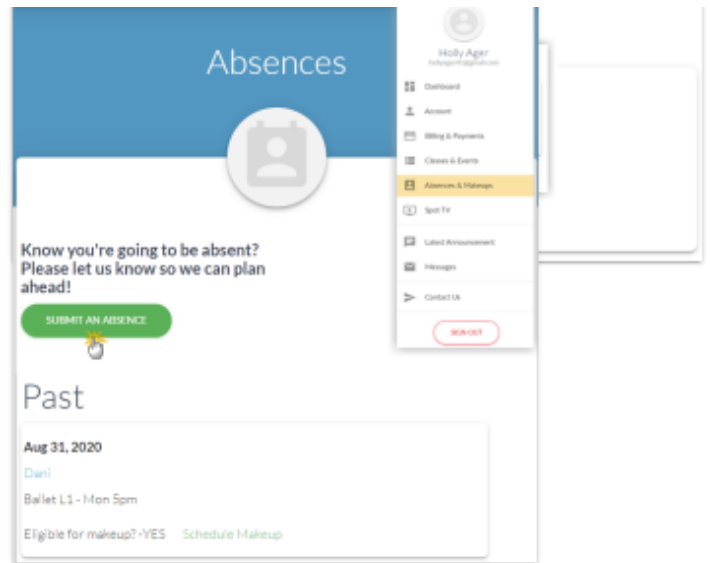 Absences
Know you're going to be absent?
Please let us know so we can plan
ahead!
SUBMIT AN ABSENCE
Past
Aug 31, 2020
Dani
Ballet L1 - Mon 5pm
Eligible for makeup? -YES Schedule Makeup
Holly Ager
Dashboard
Account
Billing & Payments
Classes & Events
Absences & Makeups
Spot TV
Latest Announcement
Messages
Contact Us
SIGN OUT